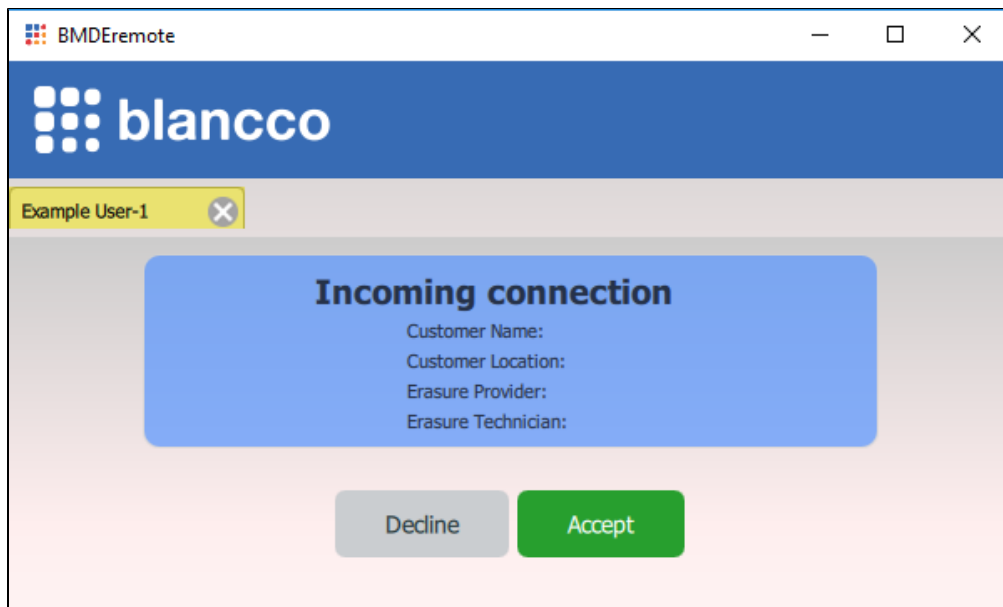 BMDEremote
blancco
Example User-1
Incoming connection
Customer Name:
Customer Location:
Erasure Provider:
Erasure Technician:
Decline
Accept